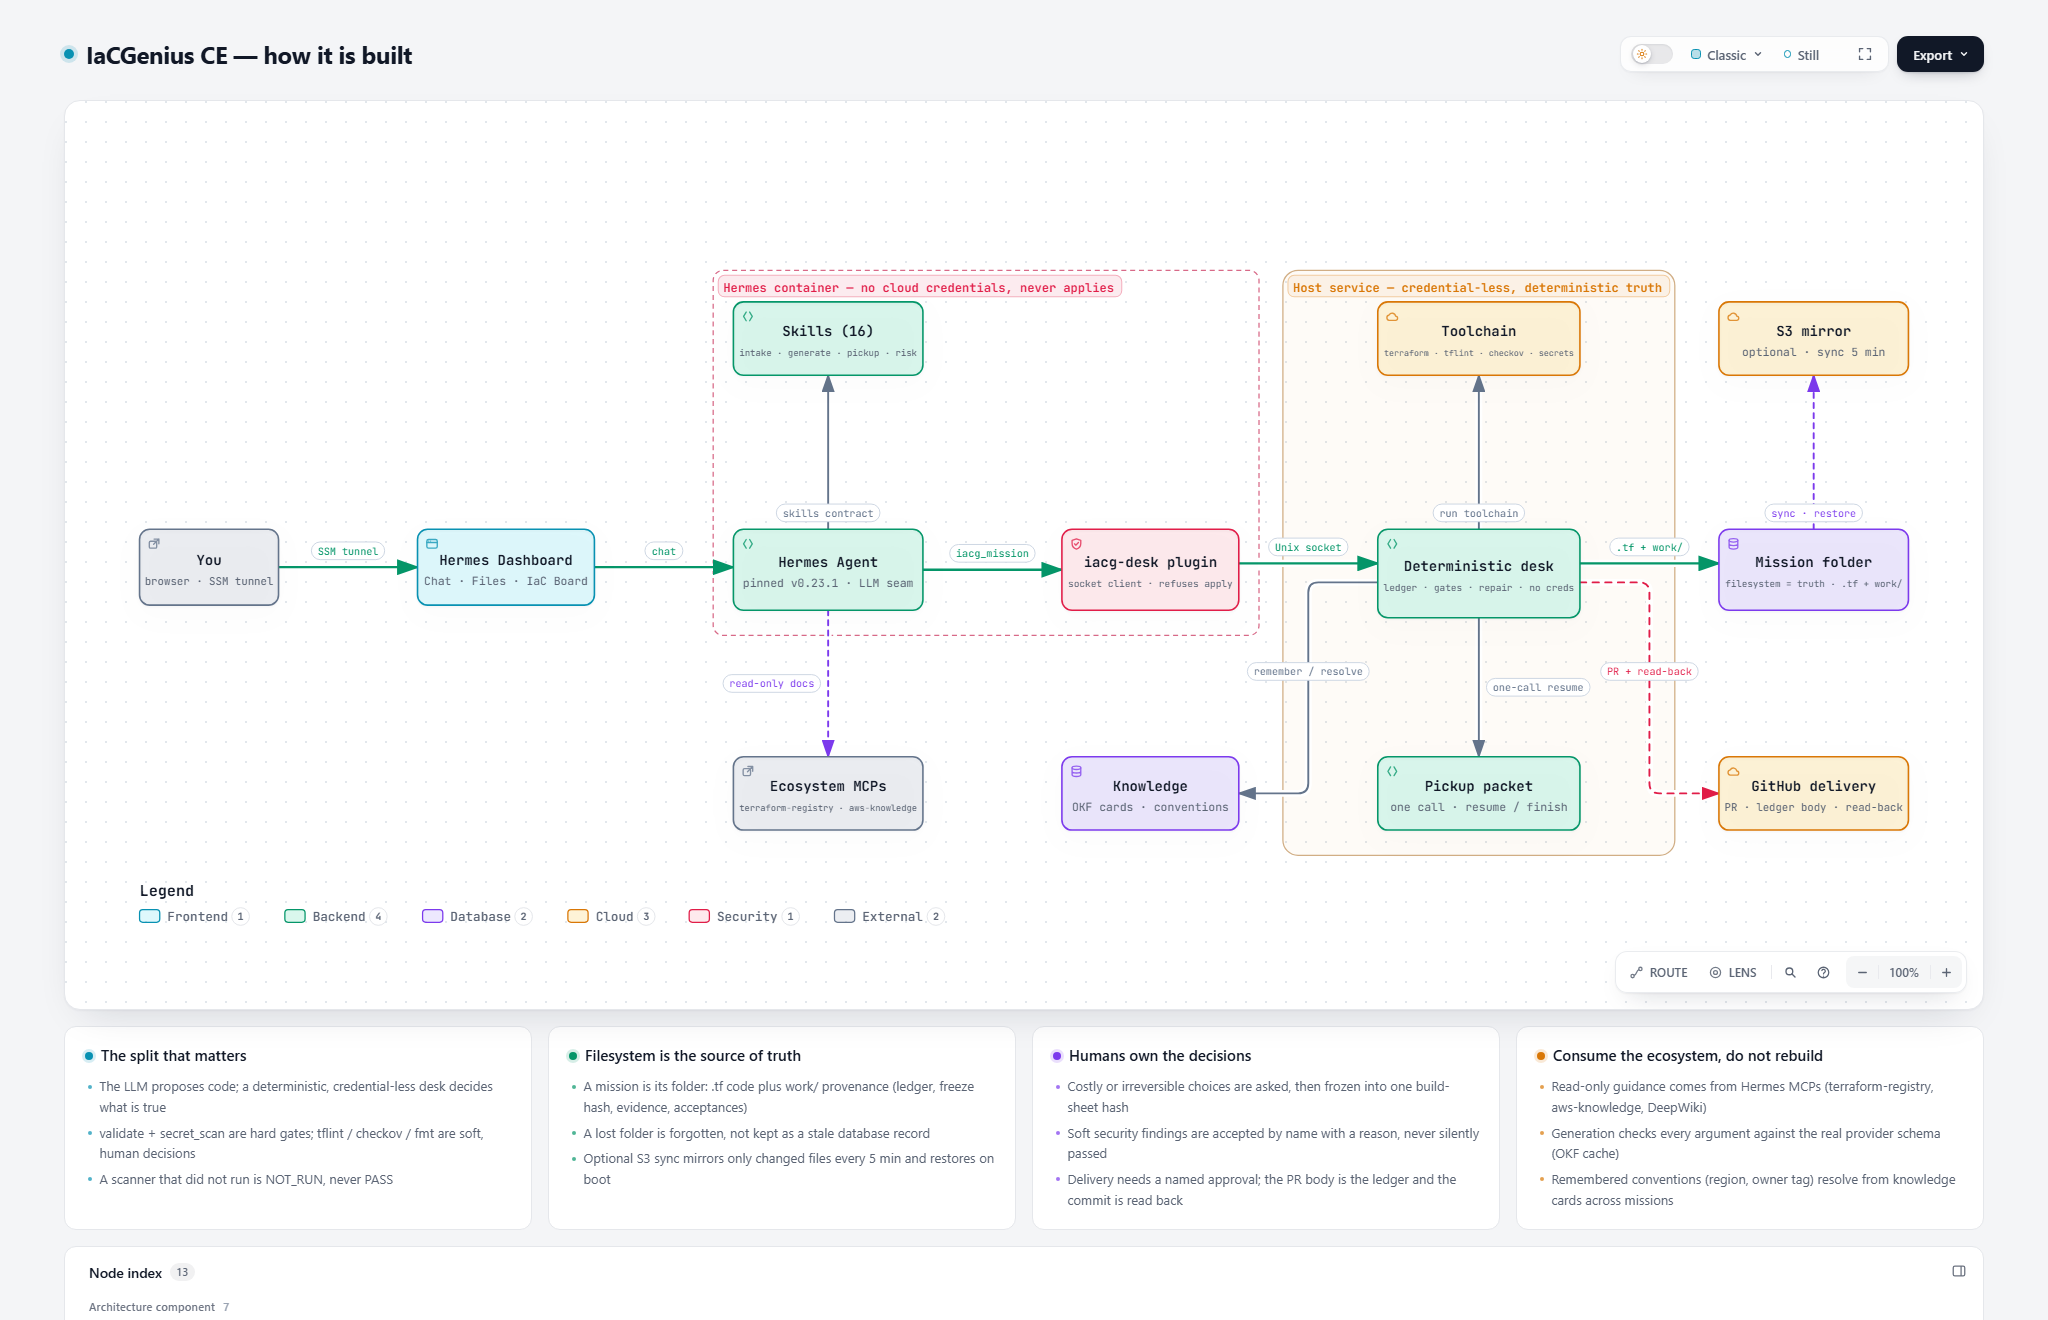 IaCGenius CE — how it is built
Classic
Still
Export
Hermes container — no cloud credentials, never applies
Host service — credential-less, deterministic truth
Skills (16)
intake · generate · pickup · risk
Toolchain
terraform · tflint · checkov · secrets
S3 mirror
optional · sync 5 min
skills contract
run toolchain
sync · restore
You
browser · SSM tunnel
SSM tunnel
Hermes Dashboard
Chat · Files · IaC Board
chat
Hermes Agent
pinned v0.23.1 · LLM seam
iacg_mission
iacg-desk plugin
socket client · refuses apply
Unix socket
Deterministic desk
ledger · gates · repair · no creds
.tf + work/
Mission folder
filesystem = truth · .tf + work/
read-only docs
remember / resolve
one-call resume
PR + read-back
Ecosystem MCPs
terraform-registry · aws-knowledge
Knowledge
OKF cards · conventions
Pickup packet
one call · resume / finish
GitHub delivery
PR · ledger body · read-back
Legend
Frontend 1
Backend 4
Database 2
Cloud 3
Security 1
External 2
ROUTE
LENS
100%
The split that matters
The LLM proposes code; a deterministic, credential-less desk decides
what is true
validate + secret_scan are hard gates; tflint / checkov / fmt are soft,
human decisions
A scanner that did not run is NOT_RUN, never PASS
Filesystem is the source of truth
A mission is its folder: .tf code plus work/ provenance (ledger, freeze
hash, evidence, acceptances)
A lost folder is forgotten, not kept as a stale database record
Optional S3 sync mirrors only changed files every 5 min and restores on
boot
Humans own the decisions
Costly or irreversible choices are asked, then frozen into one build-
sheet hash
Soft security findings are accepted by name with a reason, never silently
passed
Delivery needs a named approval; the PR body is the ledger and the
commit is read back
Consume the ecosystem, do not rebuild
Read-only guidance comes from Hermes MCPs (terraform-registry,
aws-knowledge, DeepWiki)
Generation checks every argument against the real provider schema
(OKF cache)
Remembered conventions (region, owner tag) resolve from knowledge
cards across missions
Node index 13
Architecture component 7